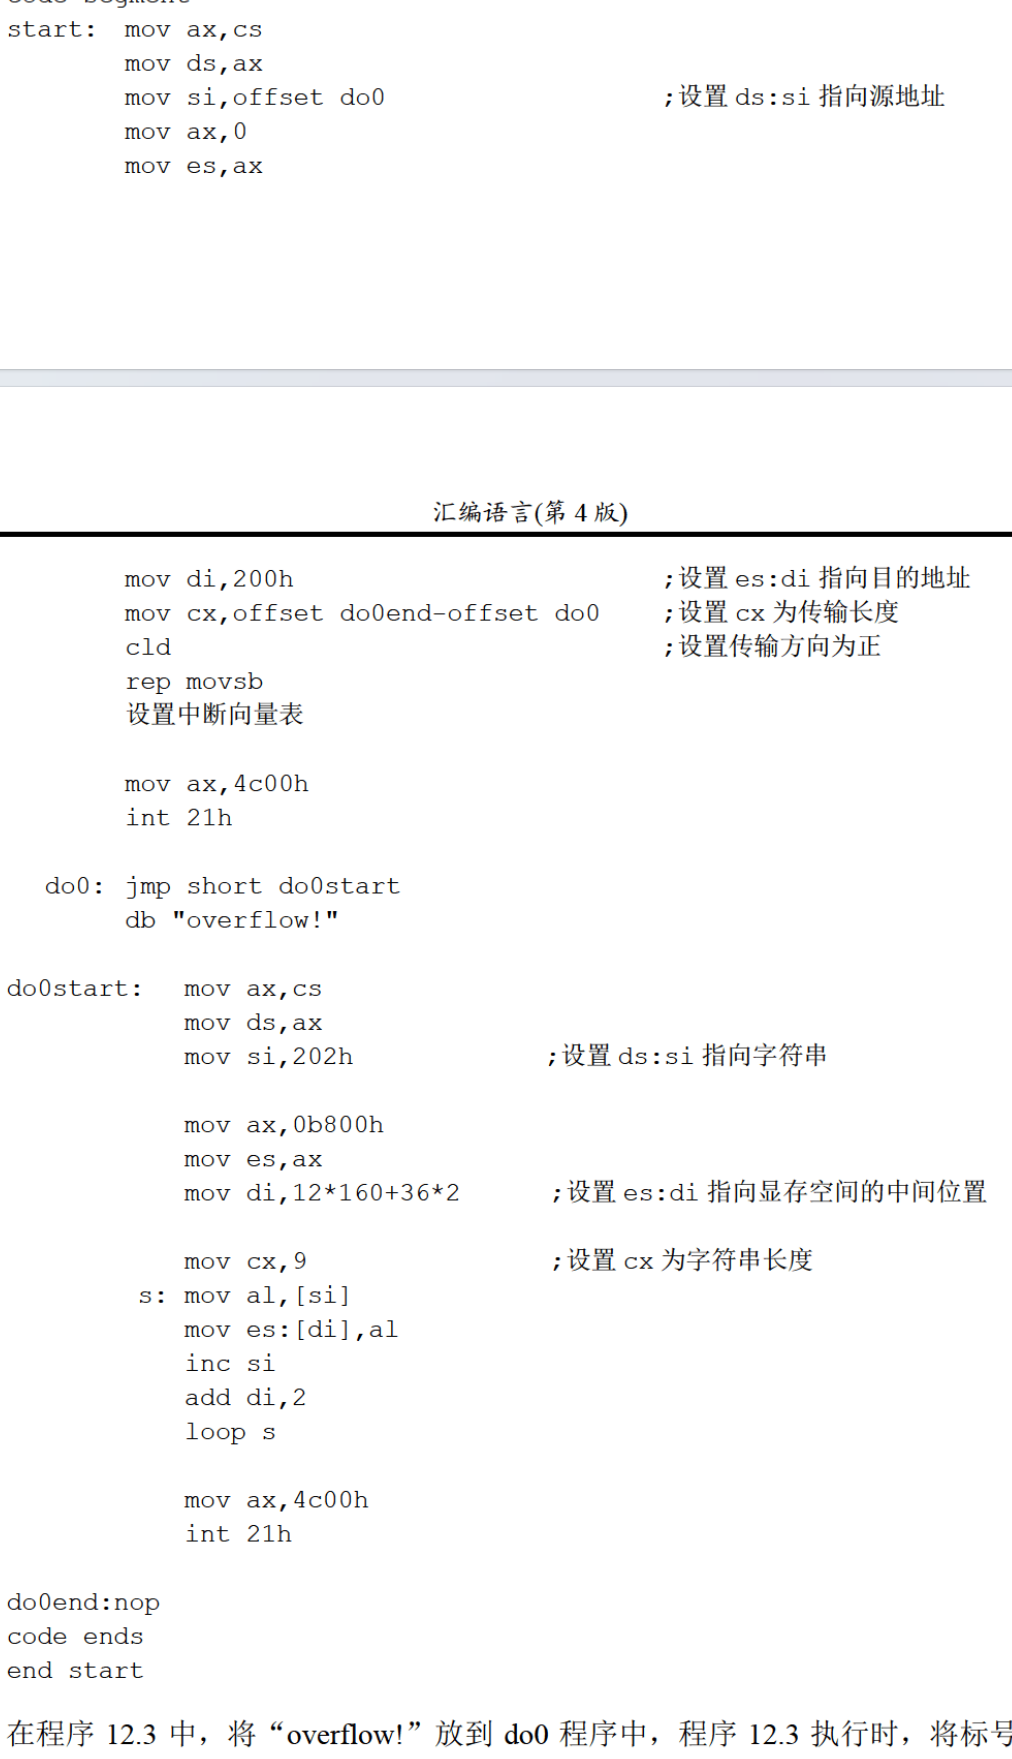 code segment
start: mov ax,cs
mov ds,ax
mov si,offset do0 ;设置 ds:si 指向源地址
mov ax,0
mov es,ax
汇编语言(第 4 版)
mov di,200h ;设置 es:di 指向目的地址
mov cx,offset do0end-offset do0 ;设置 cx 为传输长度
cld ;设置传输方向为正
rep movsb
设置中断向量表
mov ax,4c00h
int 21h
do0: jmp short do0start
db "overflow!"
do0start: mov ax,cs
mov ds,ax
mov si,202h ;设置 ds:si 指向字符串
mov ax,0b800h
mov es,ax
mov di,12*160+36*2 ;设置 es:di 指向显存空间的中间位置
mov cx,9 ;设置 cx 为字符串长度
s: mov al,[si]
mov es:[di],al
inc si
add di,2
loop s
mov ax,4c00h
int 21h
do0end:nop
code ends
end start
在程序 12.3 中，将“overflow!”放到 do0 程序中，程序 12.3 执行时，将标号